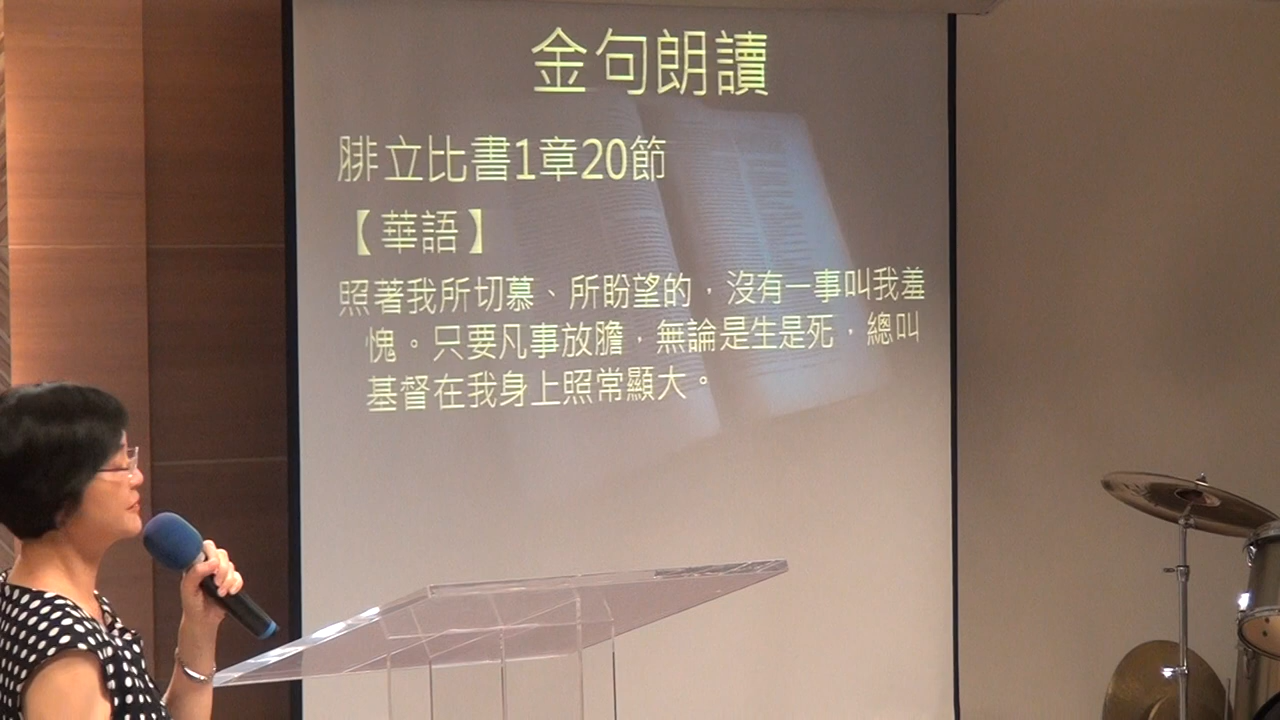 金句朗讀
腓立比書1章20節
【華語】
照著我所切慕、所盼望的，沒有一事叫我羞
愧。只要凡事放膽，無論是生是死，總叫
基督在我身上照常顯大。